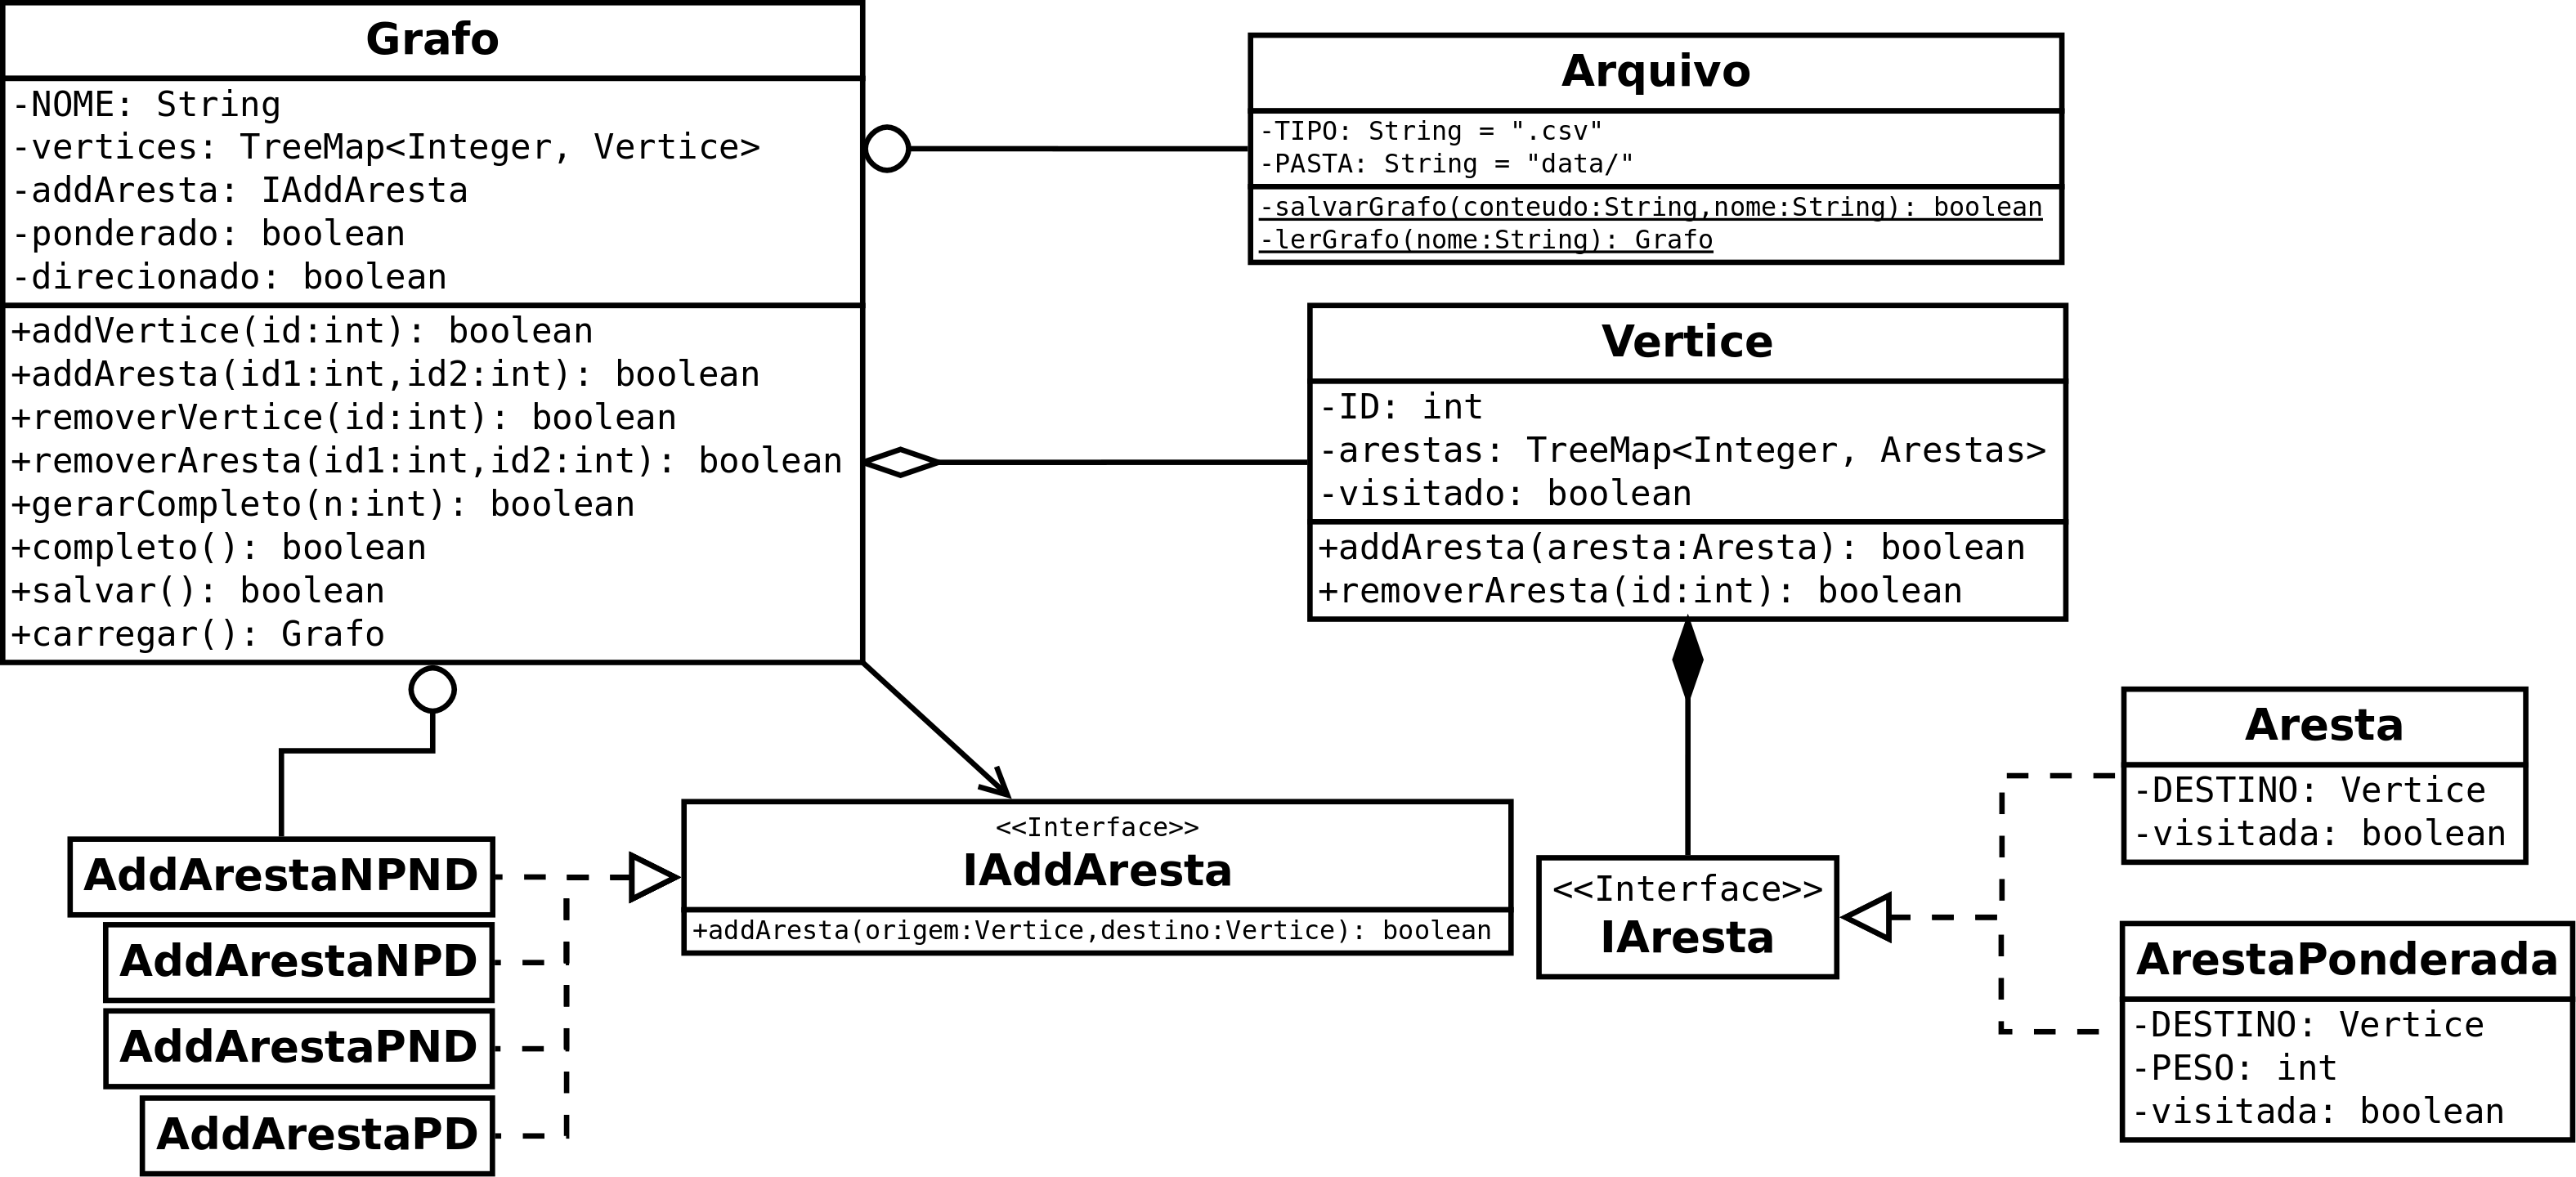 Grafo
-NOME: String
-vertices: TreeMap<Integer, Vertice>
-addAresta: IAddAresta
-ponderado: boolean
-direcionado: boolean
+addVertice(id:int): boolean
+addAresta(id1:int,id2:int): boolean
+removerVertice(id:int): boolean
+removerAresta(id1:int,id2:int): boolean
+gerarCompleto(n:int): boolean
+completo(): boolean
+salvar(): boolean
+carregar(): Grafo
Arquivo
-TIPO: String = ".csv"
-PASTA: String = "data/"
-salvarGrafo(conteudo:String,nome:String): boolean
-lerGrafo(nome:String): Grafo
Vertice
-ID: int
-arestas: TreeMap<Integer, Arestas>
-visitado: boolean
+addAresta(aresta:Aresta): boolean
+removerAresta(id:int): boolean
AddArestaNPND
AddArestaNPD
AddArestaPND
AddArestaPD
<<Interface>>
IAddAresta
+addAresta(origem:Vertice,destino:Vertice): boolean
<<Interface>>
IAresta
Aresta
-DESTINO: Vertice
-visitada: boolean
ArestaPonderada
-DESTINO: Vertice
-PESO: int
-visitada: boolean